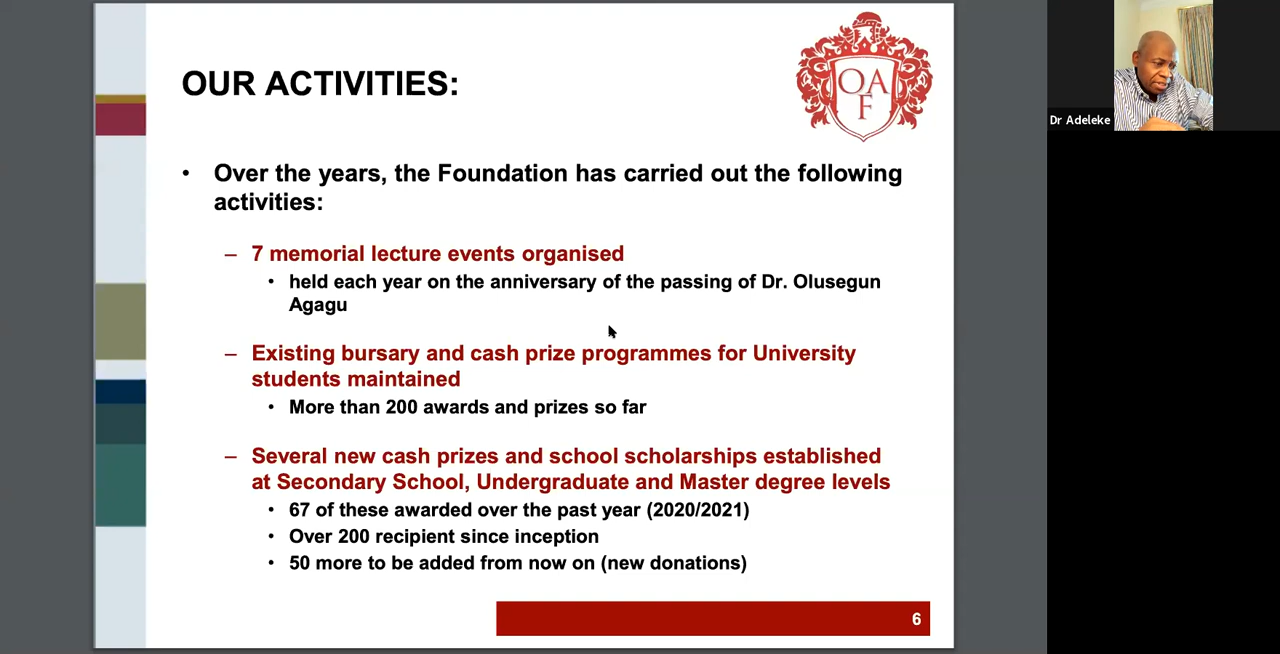 OUR ACTIVITIES:
OA
F
Dr Adeleke
• Over the years, the Foundation has carried out the following
activities:
– 7 memorial lecture events organised
• held each year on the anniversary of the passing of Dr. Olusegun
Agagu
– Existing bursary and cash prize programmes for University
students maintained
• More than 200 awards and prizes so far
– Several new cash prizes and school scholarships established
at Secondary School, Undergraduate and Master degree levels
• 67 of these awarded over the past year (2020/2021)
• Over 200 recipient since inception
• 50 more to be added from now on (new donations)
6